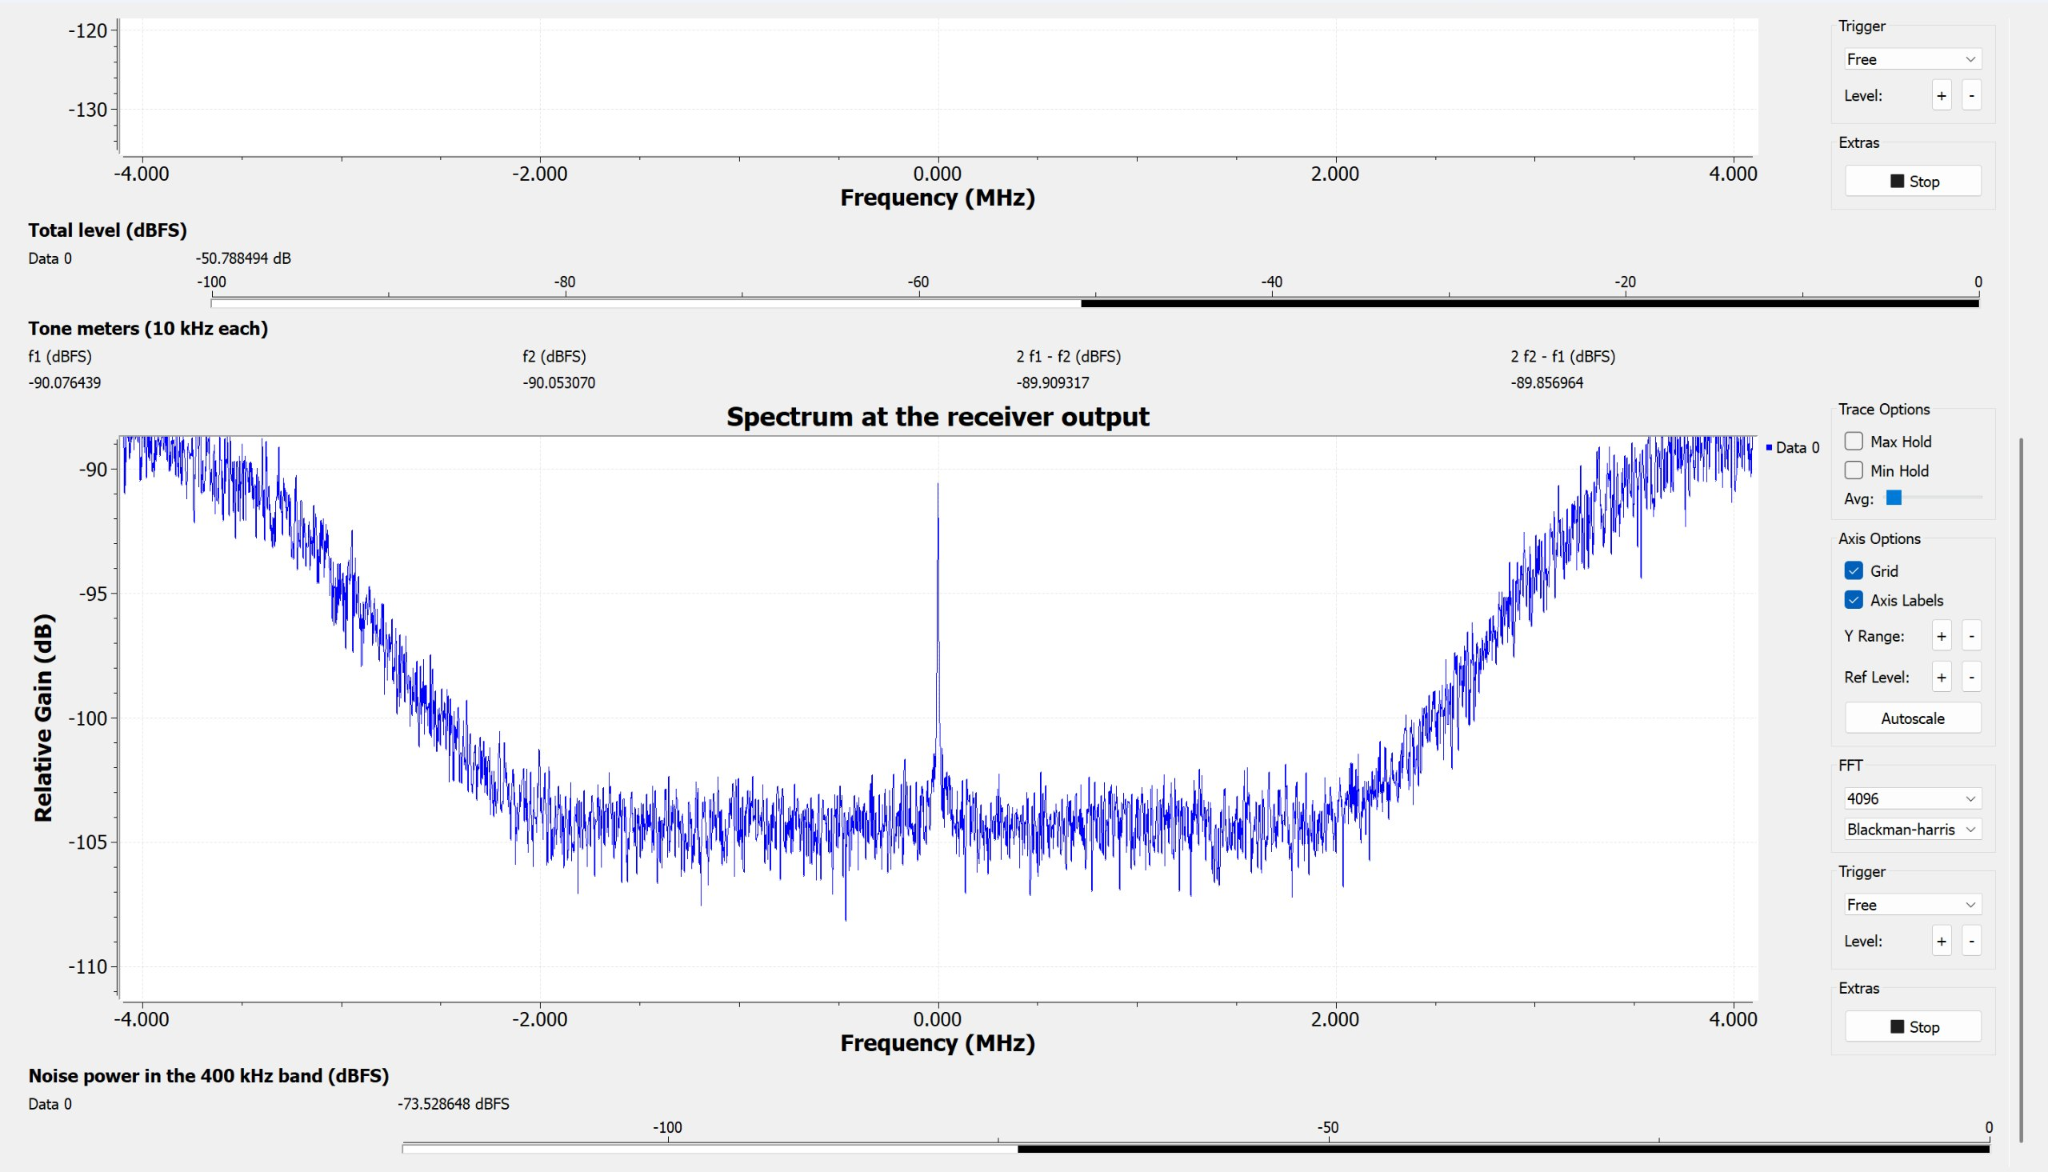 -120
-130
-4.000 -2.000 0.000 2.000 4.000
Frequency (MHz)
Trigger
Free
Level: + -
Extras
Stop
Total level (dBFS)
Data 0 -50.788494 dB
-100 -80 -60 -40 -20 0
Tone meters (10 kHz each)
f1 (dBFS) f2 (dBFS) 2 f1 - f2 (dBFS) 2 f2 - f1 (dBFS)
-90.076439 -90.053070 -89.909317 -89.856964
Spectrum at the receiver output
Data 0
Relative Gain (dB)
-90
-95
-100
-105
-110
-4.000 -2.000 0.000 2.000 4.000
Frequency (MHz)
Trace Options
Max Hold
Min Hold
Avg:
Axis Options
Grid
Axis Labels
Y Range: + -
Ref Level: + -
Autoscale
FFT
4096
Blackman-harris
Trigger
Free
Level: + -
Extras
Stop
Noise power in the 400 kHz band (dBFS)
Data 0 -73.528648 dBFS
-100 -50 0